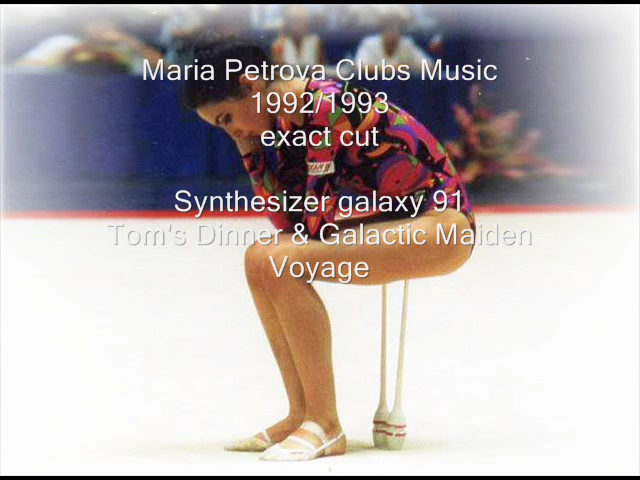 Maria Petrova Clubs Music
1992/1993
exact cut
Synthesizer galaxy 91
Tom's Dinner & Galactic Maiden
Voyage